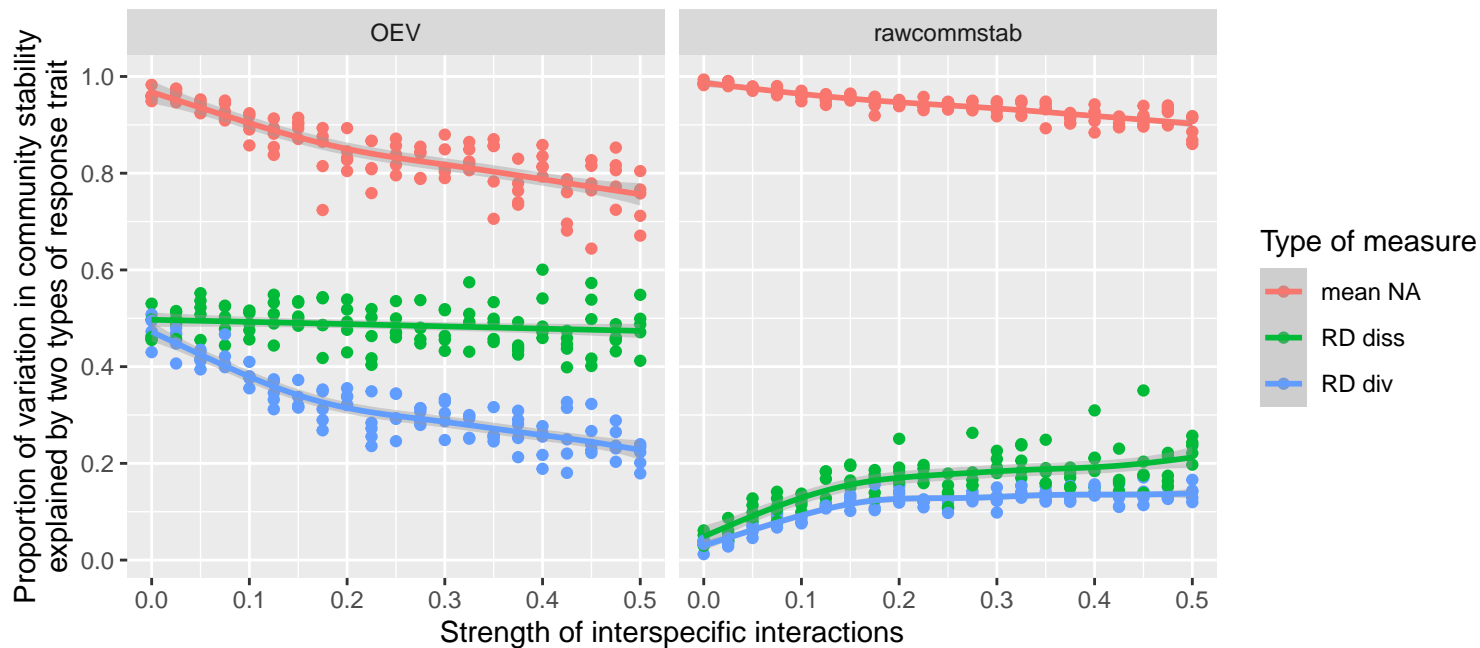 OEV
rawcommstab
Proportion of variation in community stability
explained by two types of response trait
1.0
0.8
0.6
0.4
0.2
0.0
0.0 0.1 0.2 0.3 0.4 0.5
0.0 0.1 0.2 0.3 0.4 0.5
Strength of interspecific interactions
Type of measure
mean NA
RD diss
RD div